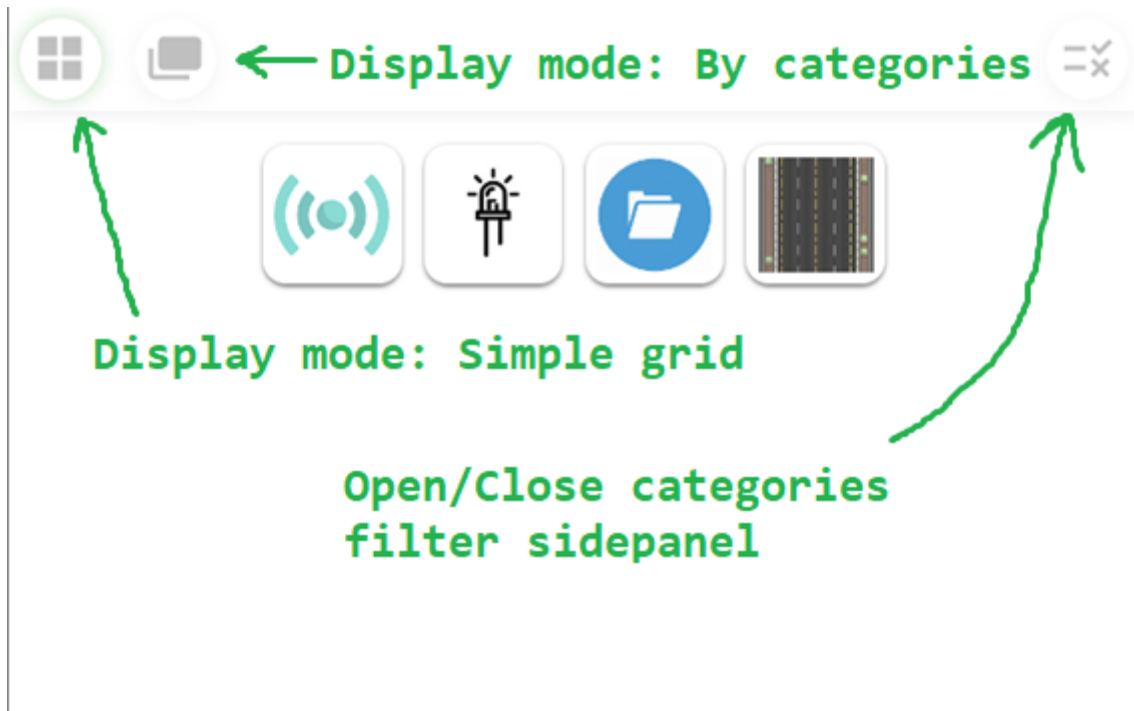 Display mode: By categories
Display mode: Simple grid
Open/Close categories
filter sidepanel